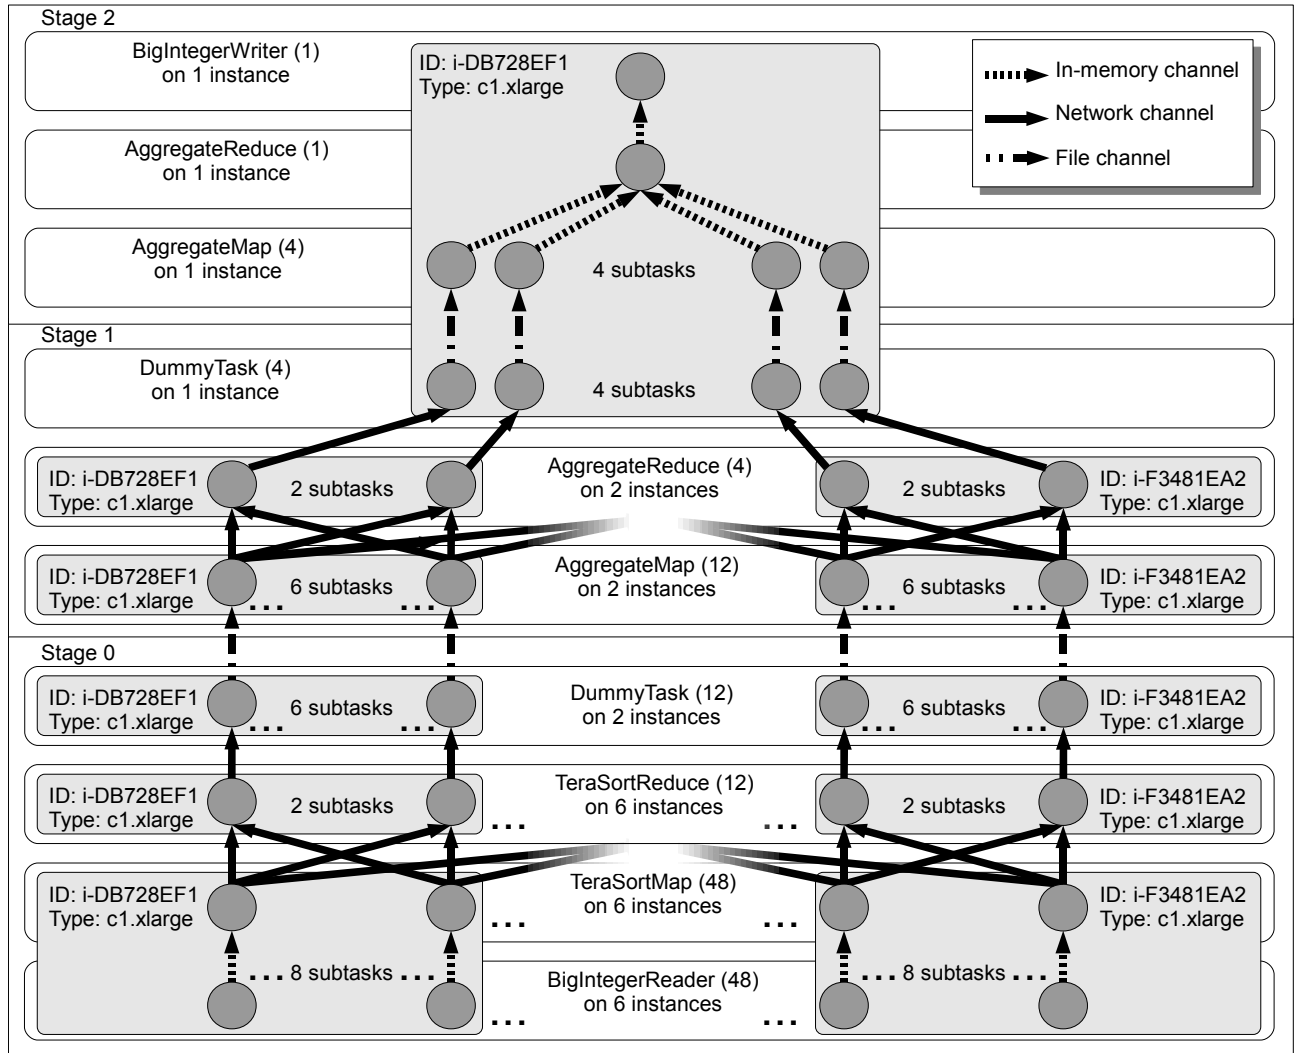 Stage 2
BigIntegerWriter (1)
on 1 instance
ID: i-DB728EF1
Type: c1.xlarge
In-memory channel
Network channel
File channel
AggregateReduce (1)
on 1 instance
AggregateMap (4)
on 1 instance
4 subtasks
Stage 1
DummyTask (4)
on 1 instance
4 subtasks
ID: i-DB728EF1
Type: c1.xlarge
2 subtasks
AggregateReduce (4)
on 2 instances
2 subtasks
ID: i-F3481EA2
Type: c1.xlarge
ID: i-DB728EF1
Type: c1.xlarge
6 subtasks
... ...
AggregateMap (12)
on 2 instances
6 subtasks
... ...
ID: i-F3481EA2
Type: c1.xlarge
Stage 0
ID: i-DB728EF1
Type: c1.xlarge
6 subtasks
... ...
DummyTask (12)
on 2 instances
6 subtasks
... ...
ID: i-F3481EA2
Type: c1.xlarge
ID: i-DB728EF1
Type: c1.xlarge
2 subtasks
TeraSortReduce (12)
on 6 instances
... ...
2 subtasks
ID: i-F3481EA2
Type: c1.xlarge
ID: i-DB728EF1
Type: c1.xlarge
TeraSortMap (48)
on 6 instances
... ...
ID: i-F3481EA2
Type: c1.xlarge
... 8 subtasks ...
BigIntegerReader (48)
on 6 instances
... ...
... 8 subtasks ...